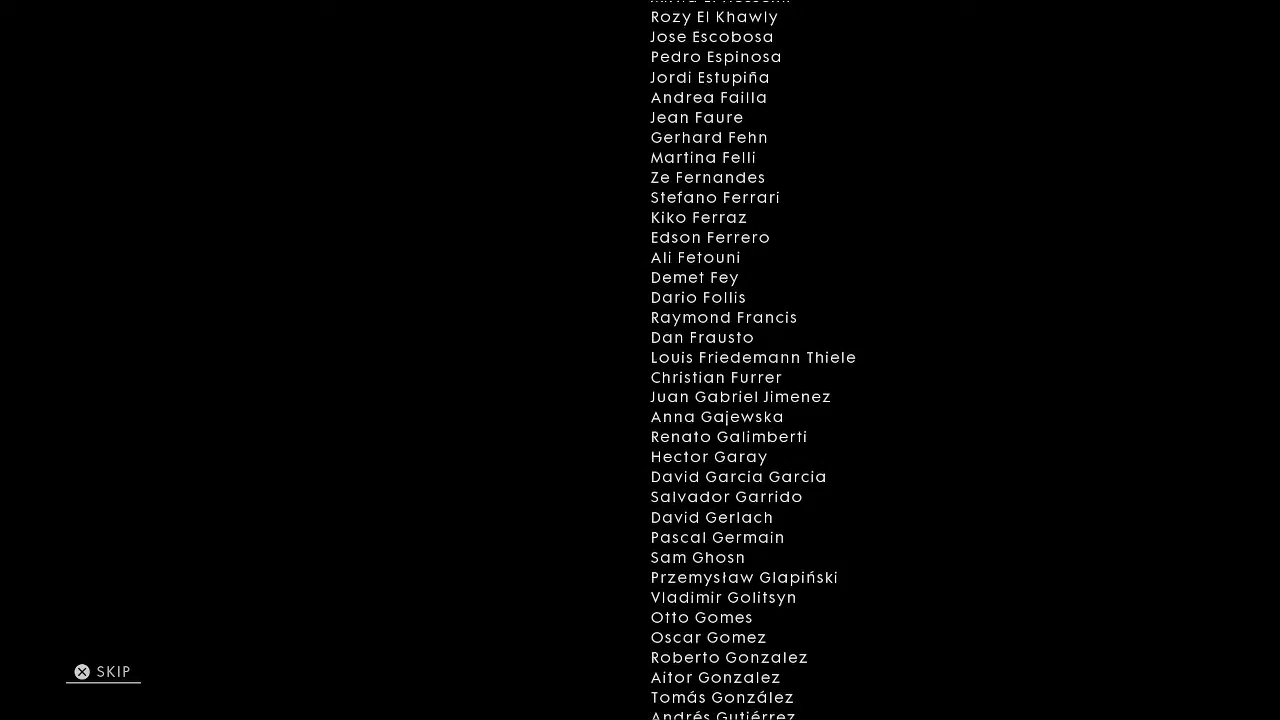 Rozy El Khawly
Jose Escobosa
Pedro Espinosa
Jordi Estupiña
Andrea Failla
Jean Faure
Gerhard Fehn
Martina Felli
Ze Fernandes
Stefano Ferrari
Kiko Ferraz
Edson Ferrero
Ali Fetouni
Demet Fey
Dario Follis
Raymond Francis
Dan Frausto
Louis Friedemann Thiele
Christian Furrer
Juan Gabriel Jimenez
Anna Gajewska
Renato Galimberti
Hector Garay
David Garcia Garcia
Salvador Garrido
David Gerlach
Pascal Germain
Sam Ghosn
Przemysław Glapiński
Vladimir Golitsyn
Otto Gomes
Oscar Gomez
Roberto Gonzalez
Aitor Gonzalez
Tomás González
Andrés Gutiérrez
SKIP